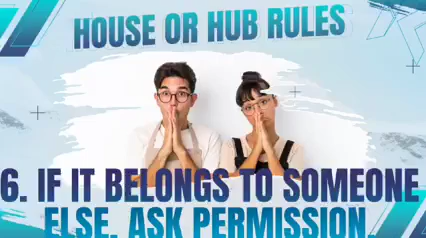 HOUSE OR HUB RULES
6. IF IT BELONGS TO SOMEONE
ELSE, ASK PERMISSION.